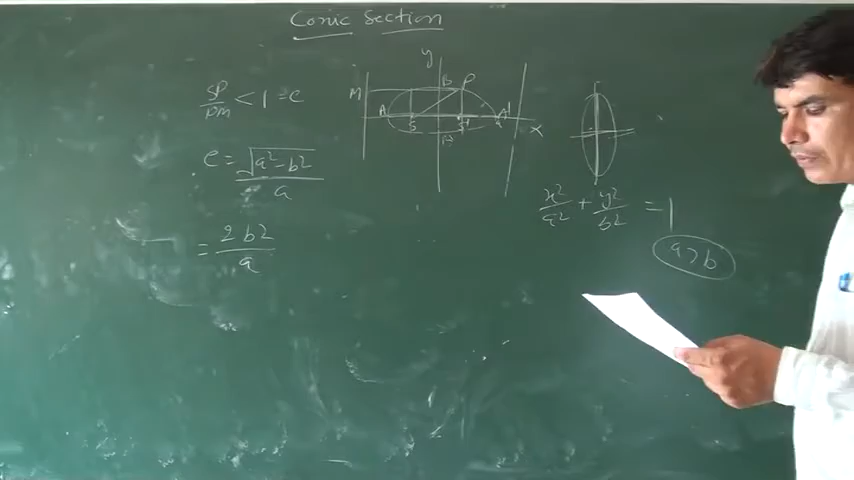 Conic Section
SP/PM < 1 = e
e = √a²-b² / a
= 2b²/a
y
B P
M
A S S' A'
B'
x
x²/a² + y²/b² = 1
a > b